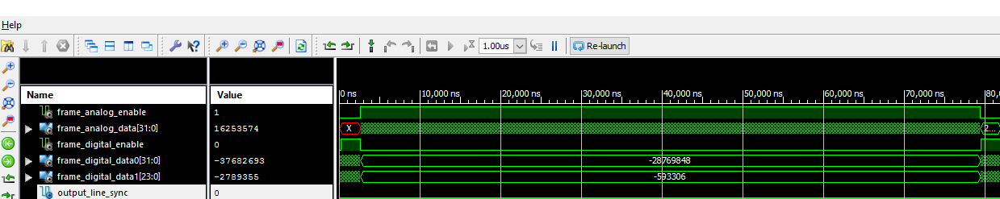 Help
1.00us Re-launch
0 ns 10,000 ns 20,000 ns 30,000 ns 40,000 ns 50,000 ns 60,000 ns 70,000 ns 80,
Name Value
frame_analog_enable 1
frame_analog_data[31:0] 16253574 X 2...
frame_digital_enable 0
frame_digital_data0[31:0] -37682693 -28769848
frame_digital_data1[23:0] -2789355 -593306
output_line_sync 0